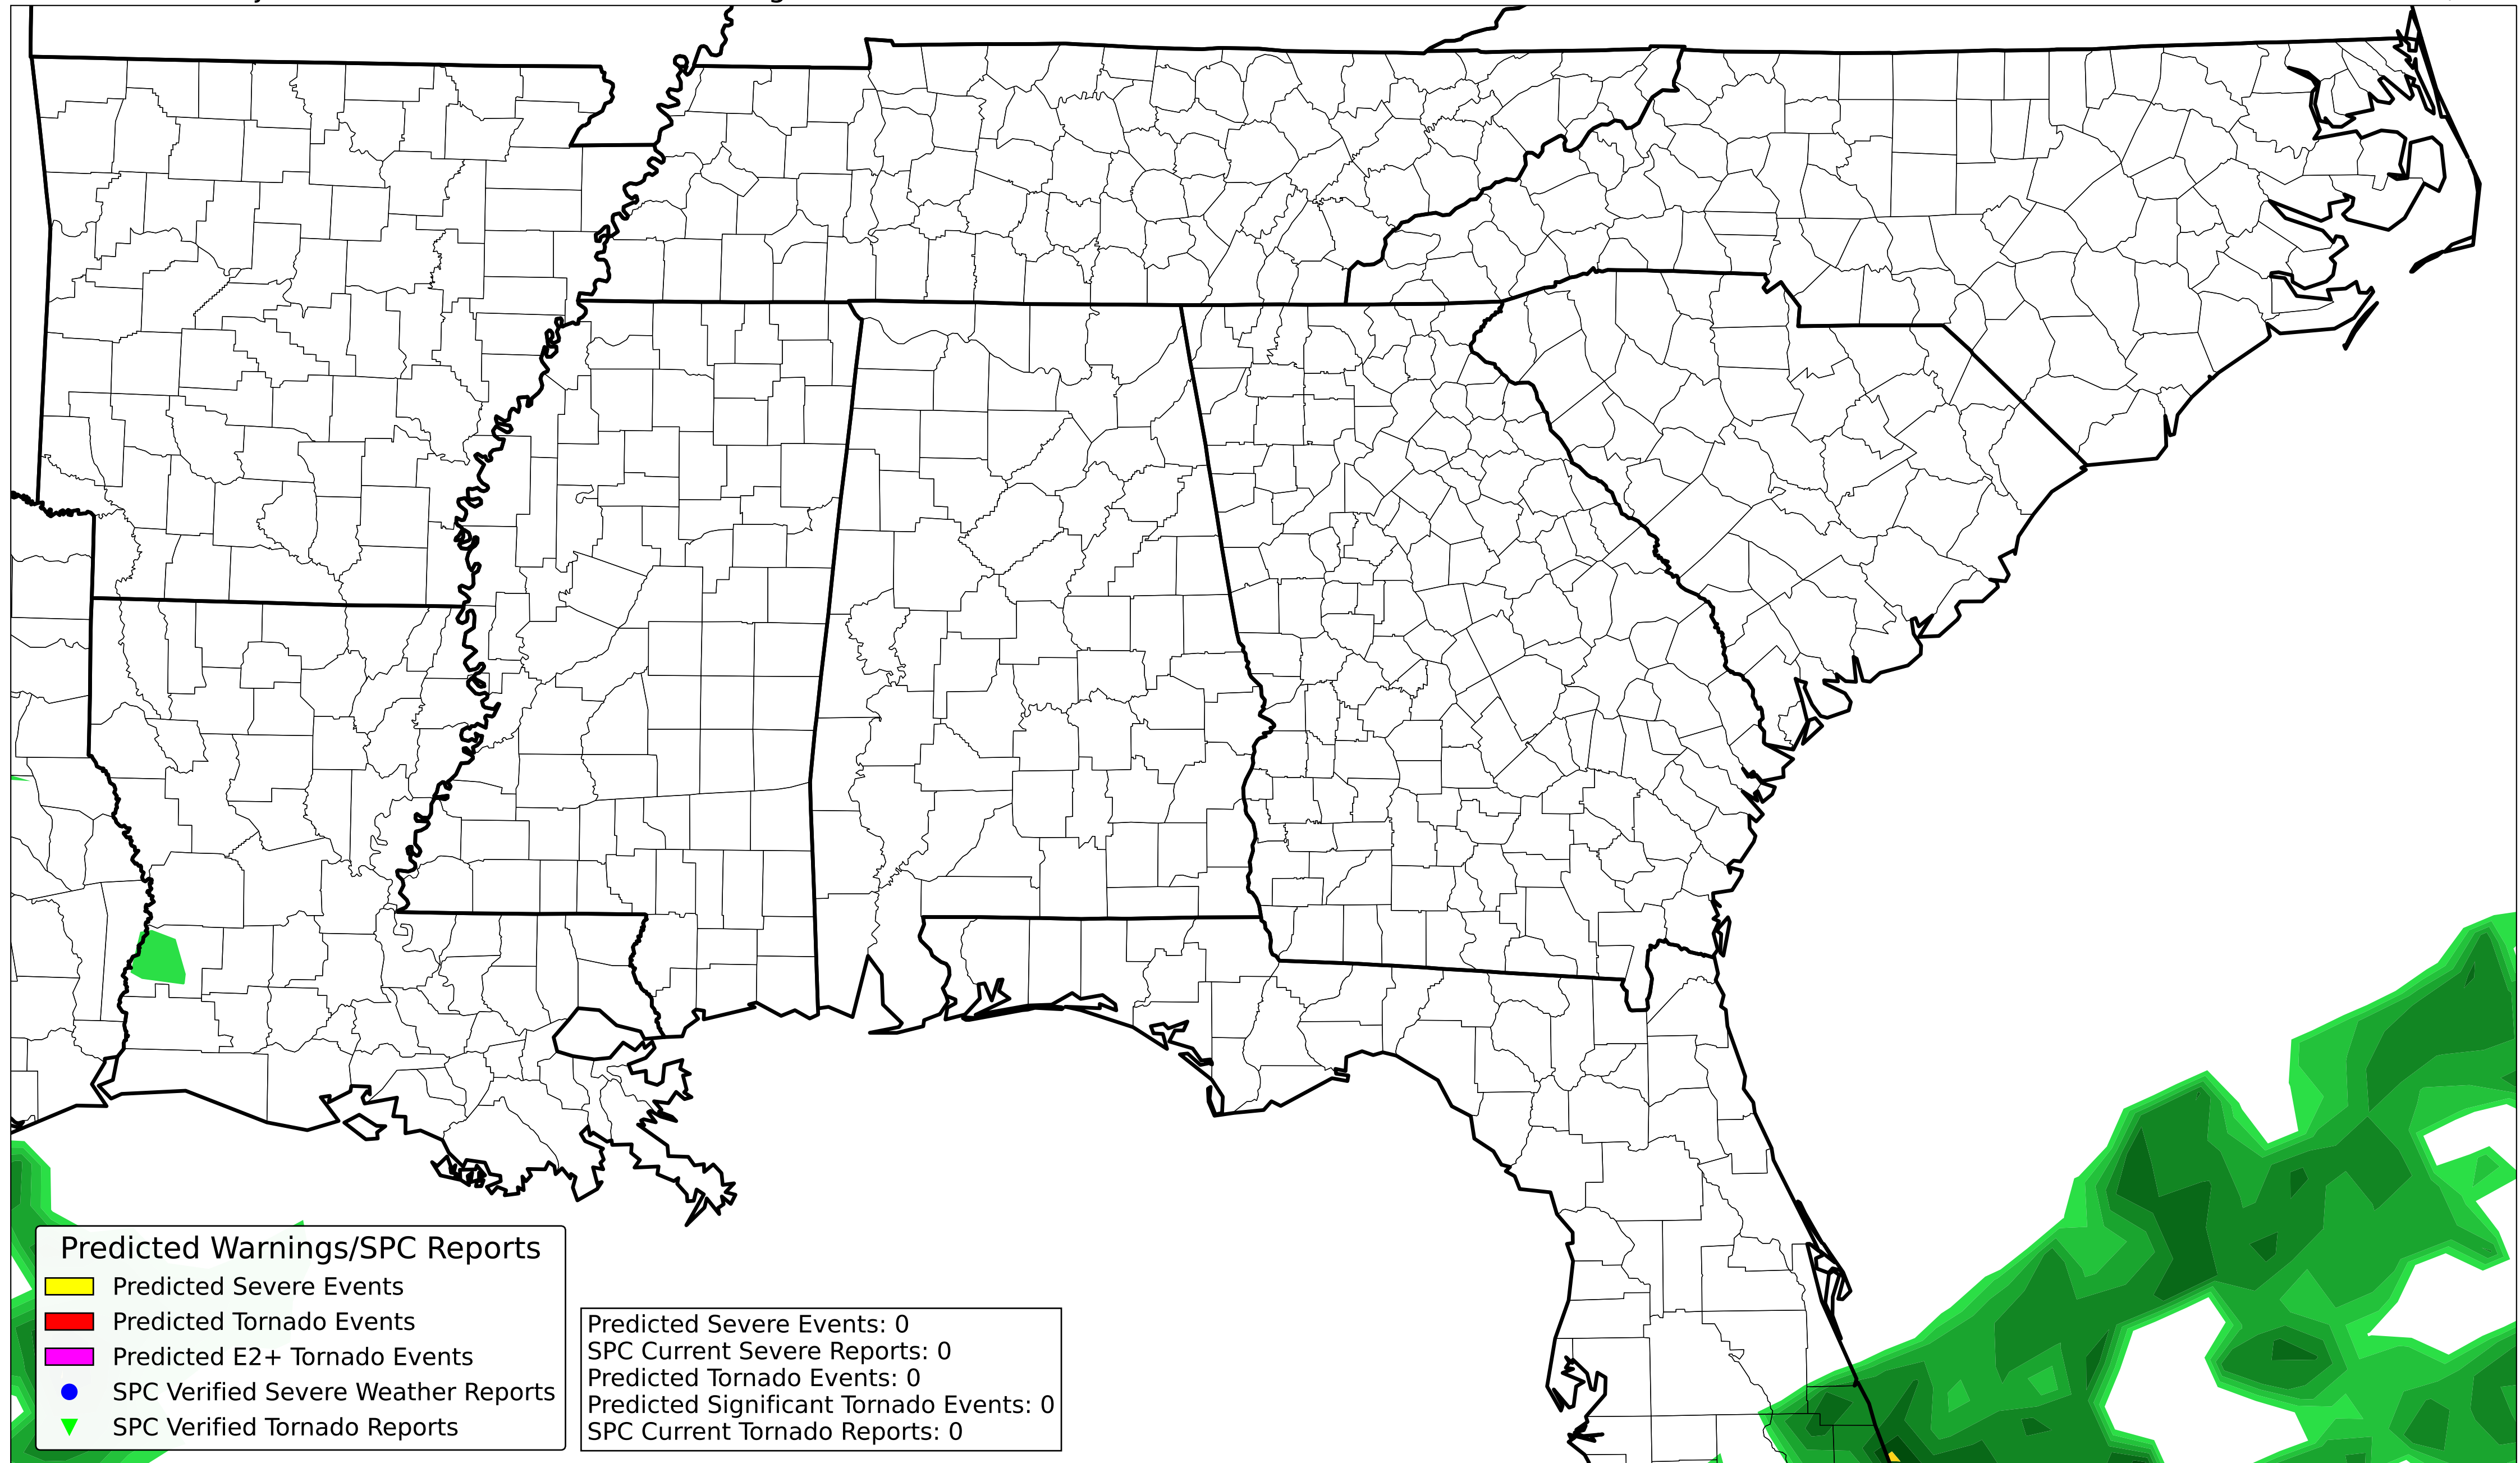 Predicted Warnings/SPC Reports
Predicted Severe Events
Predicted Tornado Events
Predicted E2+ Tornado Events
SPC Verified Severe Weather Reports
SPC Verified Tornado Reports
Predicted Severe Events: 0
SPC Current Severe Reports: 0
Predicted Tornado Events: 0
Predicted Significant Tornado Events: 0
SPC Current Tornado Reports: 0